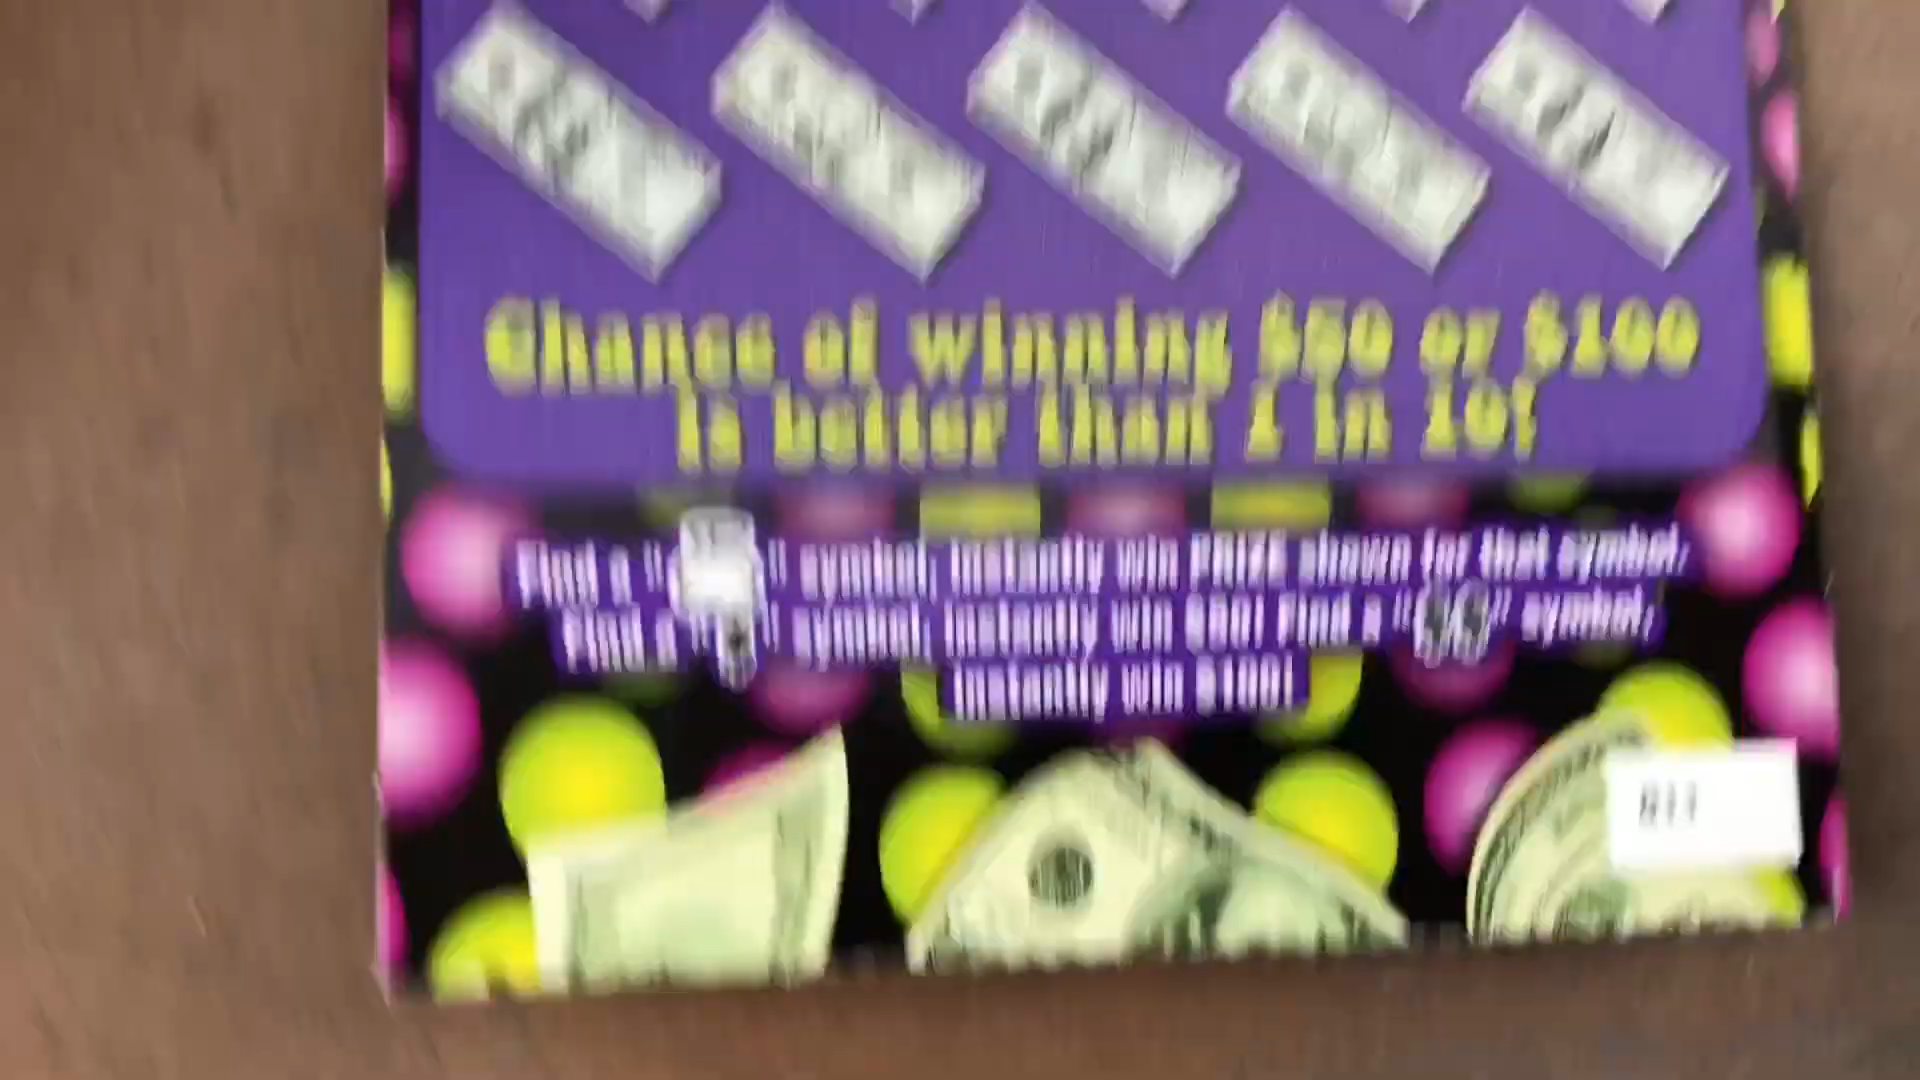 Chance of winning $50 or $100
is better than 1 in 10!
Find a " " symbol, instantly win PRIZE shown for that symbol.
Find a " " symbol, instantly win $50! Find a " " symbol,
instantly win $100!